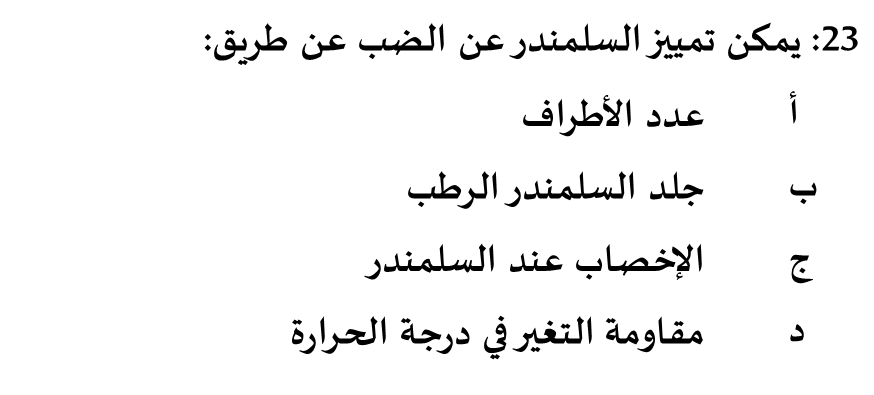 23: يمكن تمييز السلمندر عن الضب عن طريق:
أ عدد الأطراف
ب جلد السلمندر الرطب
ج الإخصاب عند السلمندر
د مقاومة التغير في درجة الحرارة